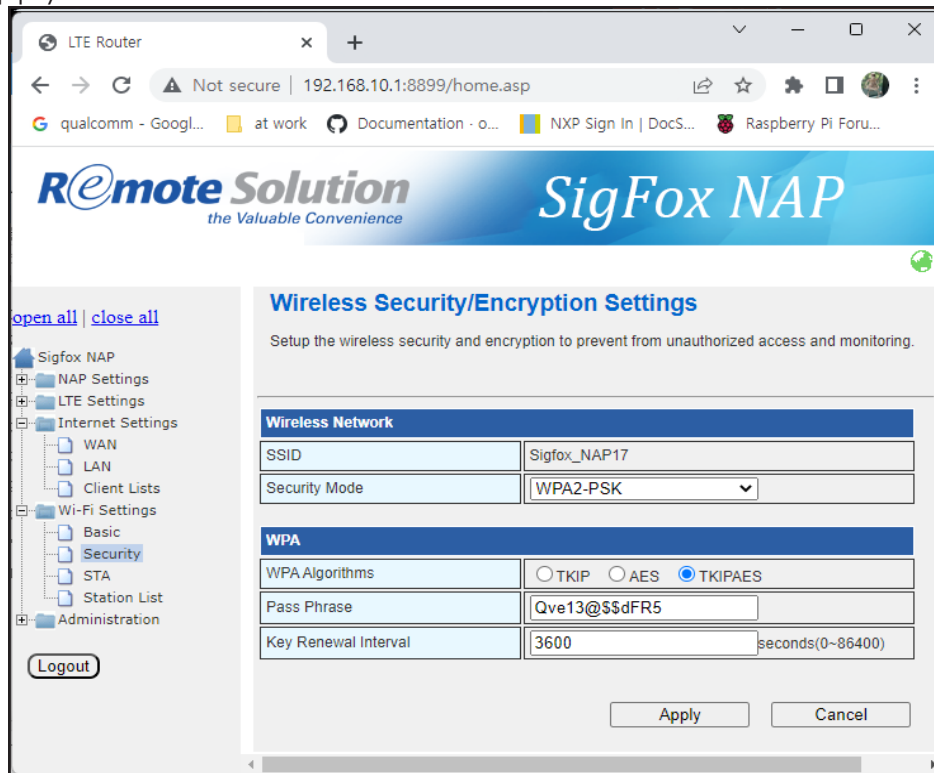 LTE Router
Not secure | 192.168.10.1:8899/home.asp
qualcomm - Googl... at work Documentation - o... NXP Sign In | DocS... Raspberry Pi Foru...
Remote Solution
the Valuable Convenience
SigFox NAP
open all | close all
Sigfox NAP
NAP Settings
LTE Settings
Internet Settings
WAN
LAN
Client Lists
Wi-Fi Settings
Basic
Security
STA
Station List
Administration
Logout
Wireless Security/Encryption Settings
Setup the wireless security and encryption to prevent from unauthorized access and monitoring.
Wireless Network
SSID Sigfox_NAP17
Security Mode WPA2-PSK
WPA
WPA Algorithms TKIP AES TKIPAES
Pass Phrase Qve13@$$dFR5
Key Renewal Interval 3600 seconds(0~86400)
Apply Cancel